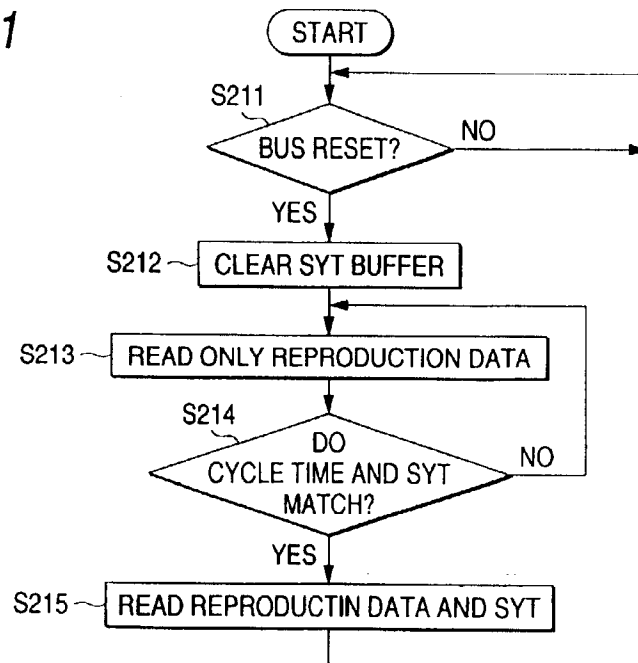 1
START
S211
BUS RESET?
NO
YES
S212
CLEAR SYT BUFFER
S213
READ ONLY REPRODUCTION DATA
S214
DO
CYCLE TIME AND SYT
MATCH?
NO
YES
S215
READ REPRODUCTIN DATA AND SYT